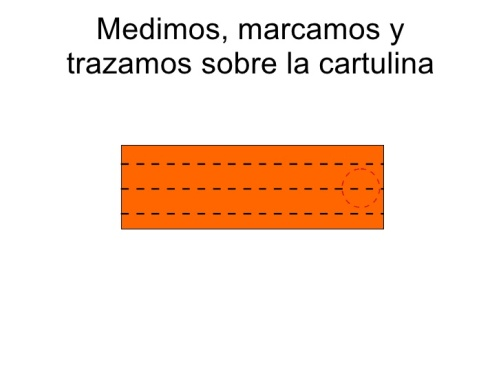 Medimos, marcamos y
trazamos sobre la cartulina